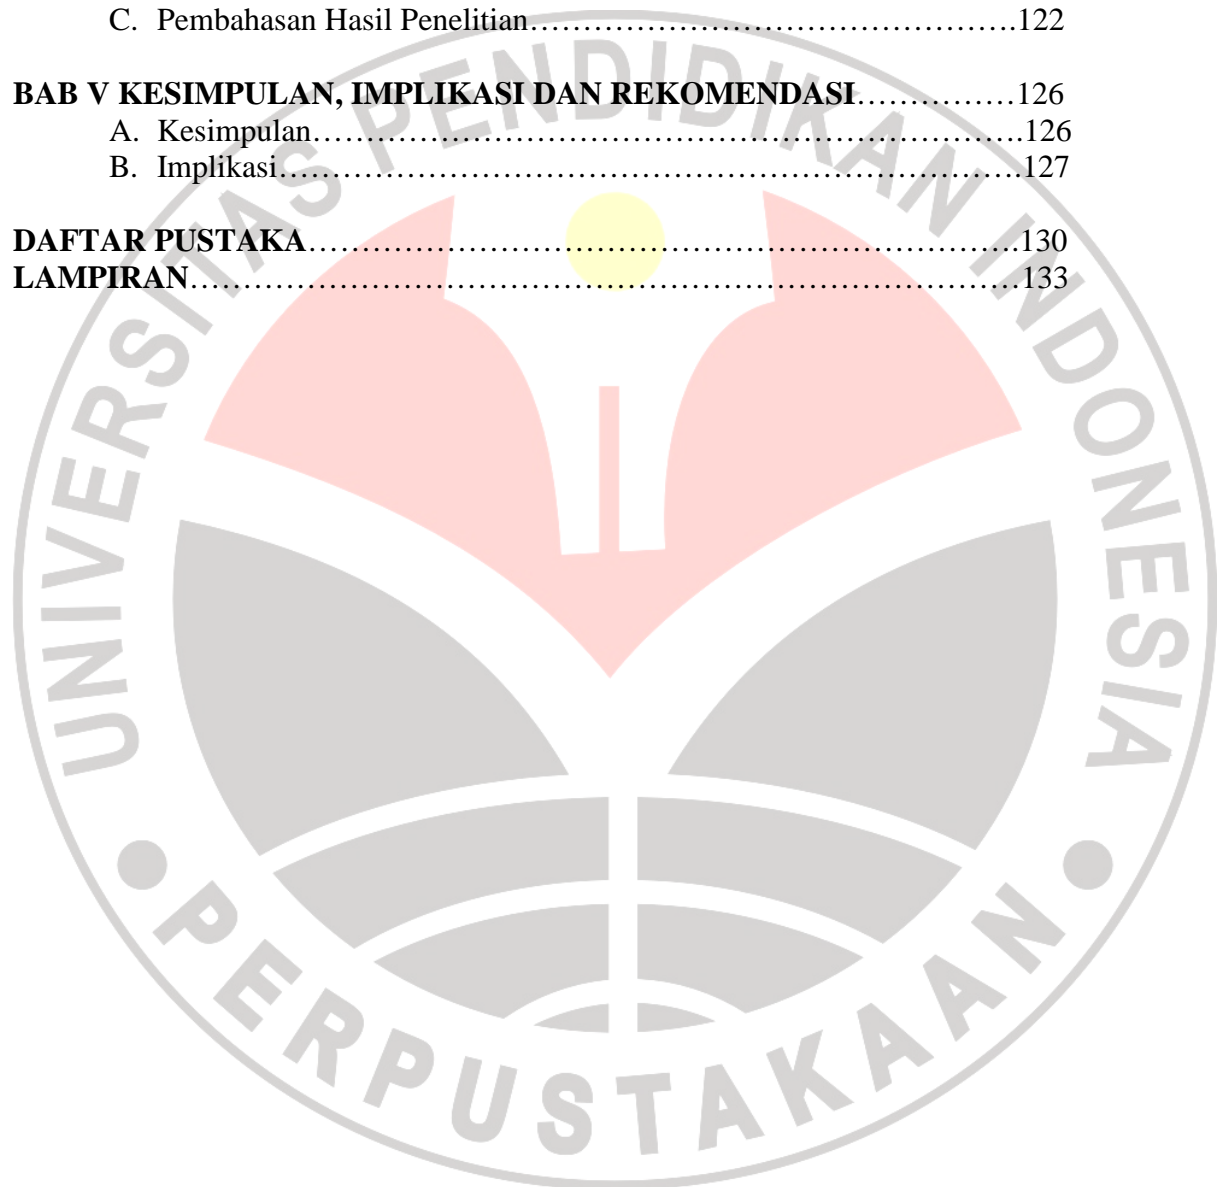 C. Pembahasan Hasil Penelitian……………………………………….122
BAB V KESIMPULAN, IMPLIKASI DAN REKOMENDASI……………126
A. Kesimpulan……………………………………………………………….126
B. Implikasi………………………………………………………………….127
DAFTAR PUSTAKA……………………………………………………………….130
LAMPIRAN…………………………………………………………………………133
UNIVERSITAS PENDIDIKAN INDONESIA
PERPUSTAKAAN